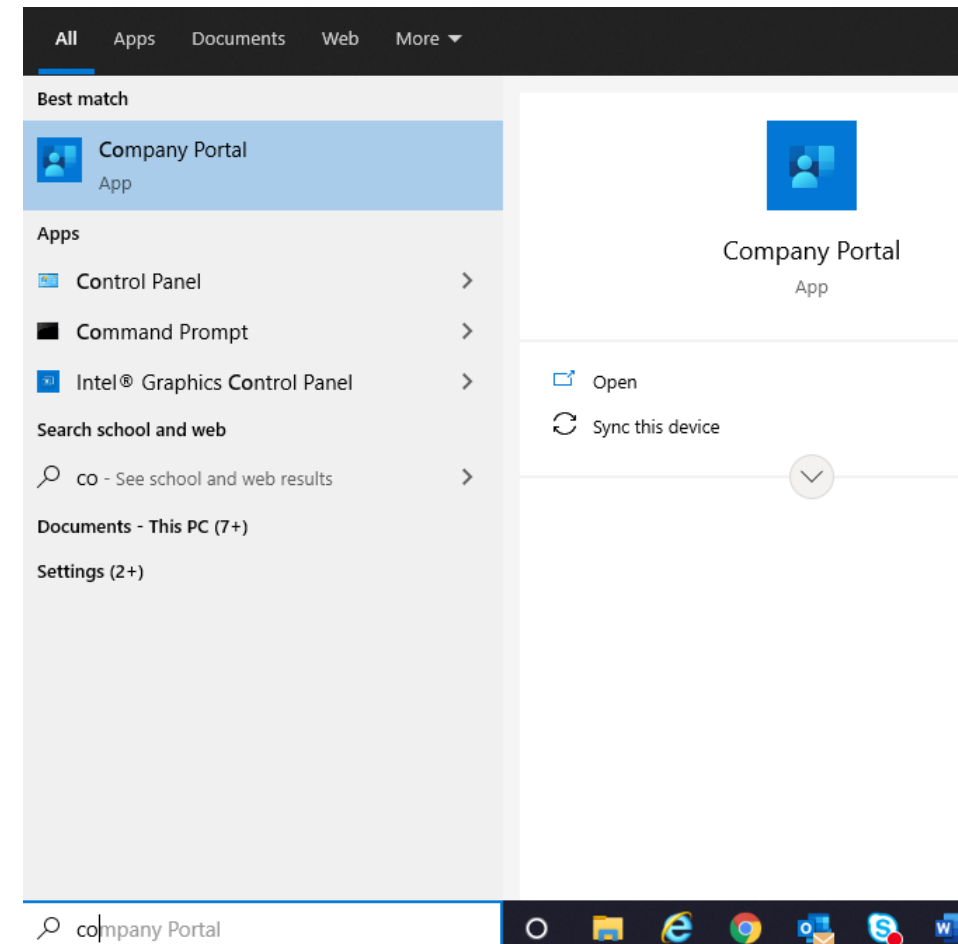 All Apps Documents Web More
Best match
Company Portal
App
Apps
Control Panel
Command Prompt
Intel® Graphics Control Panel
Search school and web
co - See school and web results
Documents - This PC (7+)
Settings (2+)
company Portal
Company Portal
App
Open
Sync this device